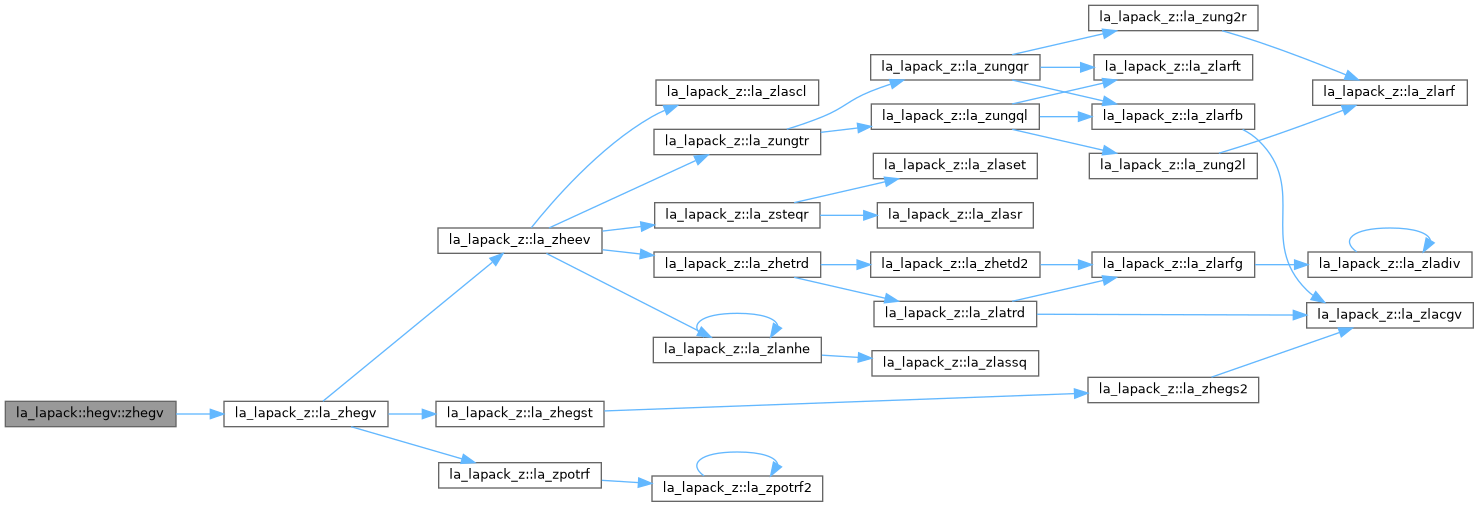 la_lapack::hegv::zhegv
la_lapack_z::la_zhegv
la_lapack_z::la_zheev
la_lapack_z::la_zhegst
la_lapack_z::la_zpotrf
la_lapack_z::la_zlascl
la_lapack_z::la_zungtr
la_lapack_z::la_zsteqr
la_lapack_z::la_zhetrd
la_lapack_z::la_zlanhe
la_lapack_z::la_zpotrf2
la_lapack_z::la_zungqr
la_lapack_z::la_zungql
la_lapack_z::la_zlaset
la_lapack_z::la_zlasr
la_lapack_z::la_zhetd2
la_lapack_z::la_zlatrd
la_lapack_z::la_zlassq
la_lapack_z::la_zung2r
la_lapack_z::la_zlarft
la_lapack_z::la_zlarfb
la_lapack_z::la_zung2l
la_lapack_z::la_zlarfg
la_lapack_z::la_zhegs2
la_lapack_z::la_zlarf
la_lapack_z::la_zladiv
la_lapack_z::la_zlacgv